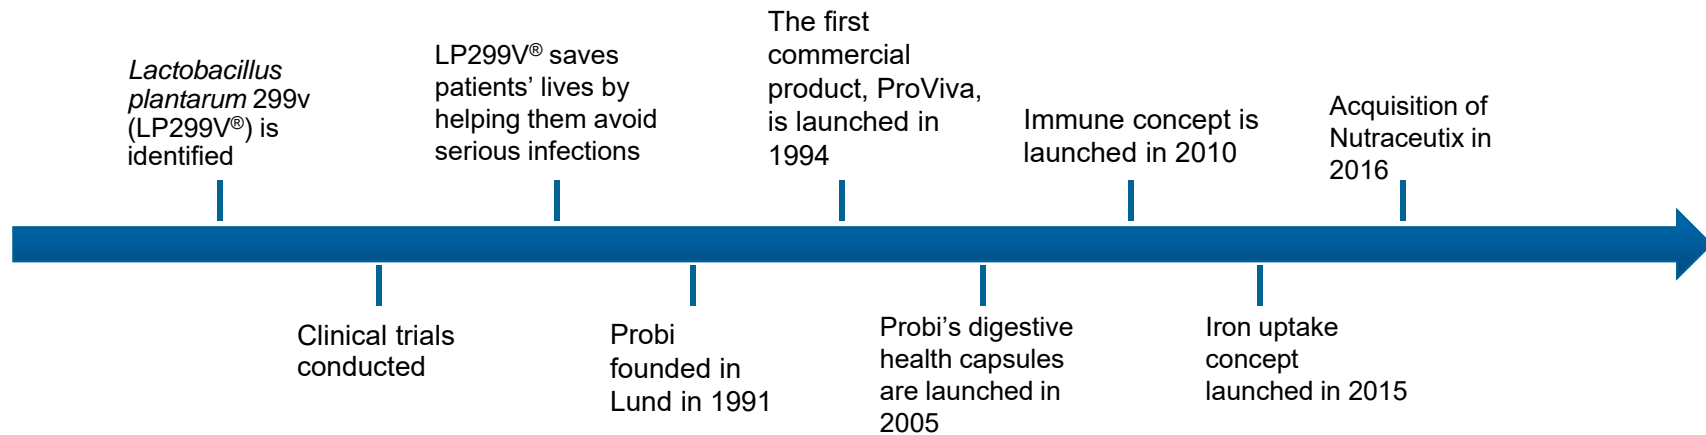 Lactobacillus
plantarum 299v
(LP299V®) is
identified
Clinical trials
conducted
LP299V® saves
patients’ lives by
helping them avoid
serious infections
Probi
founded in
Lund in 1991
The first
commercial
product, ProViva,
is launched in
1994
Probi’s digestive
health capsules
are launched in
2005
Immune concept is
launched in 2010
Iron uptake
concept
launched in 2015
Acquisition of
Nutraceutix in
2016